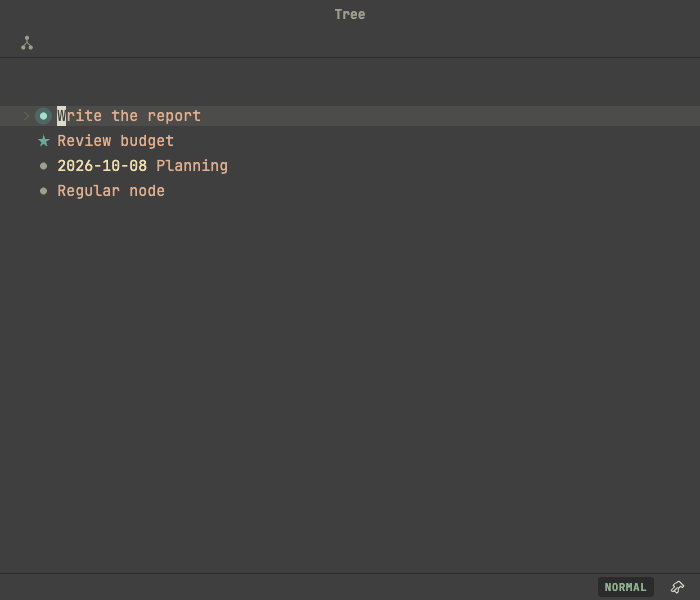 Tree
Write the report
Review budget
2026-10-08 Planning
Regular node
NORMAL